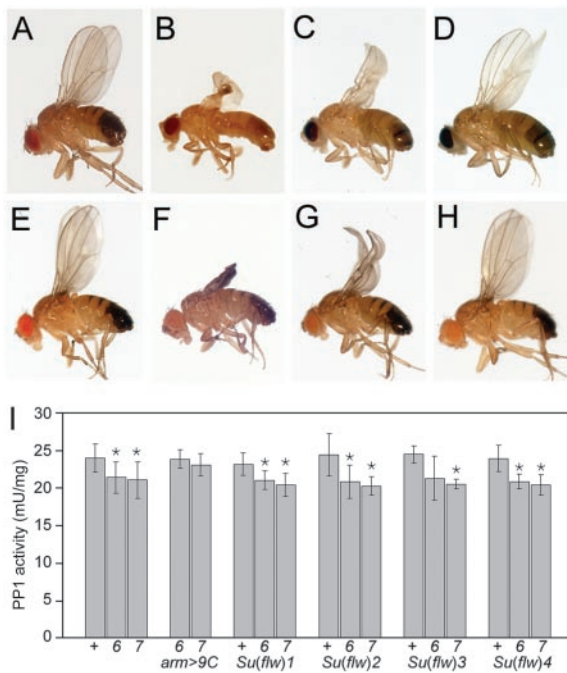 A B C D
E F G H
I
PP1 activity (mU/mg)
30
25
20
15
10
5
0
* * * * * * * * *
+ 6 7 6 7 + 6 7 + 6 7 + 6 7 + 6 7
arm>9C Su(flw)1 Su(flw)2 Su(flw)3 Su(flw)4